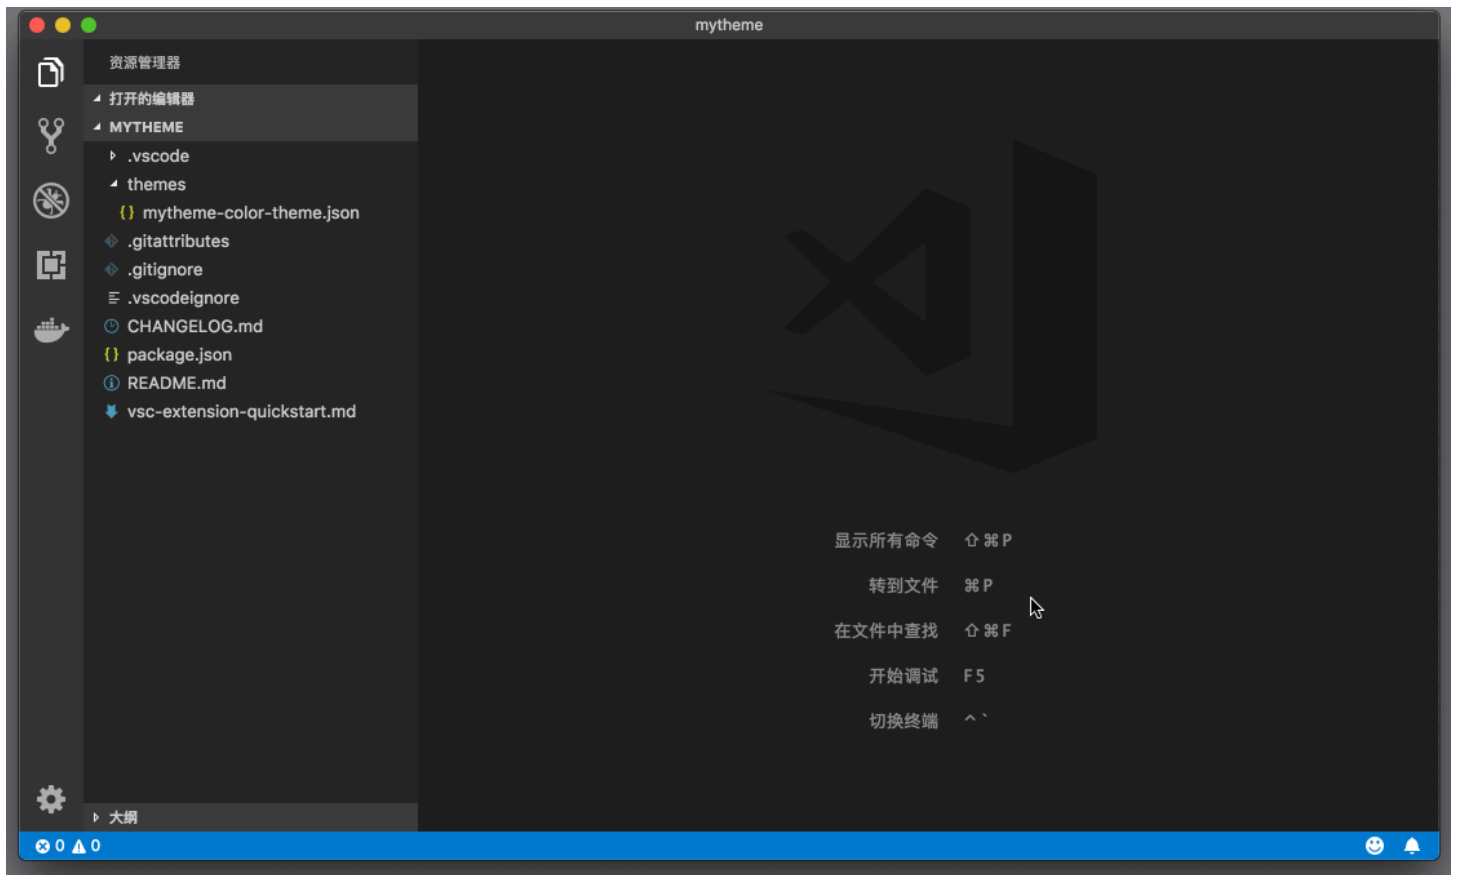 mytheme
资源管理器
打开的编辑器
MYTHEME
.vscode
themes
{} mytheme-color-theme.json
.gitattributes
.gitignore
.vscodeignore
CHANGELOG.md
{} package.json
README.md
vsc-extension-quickstart.md
大纲
显示所有命令 ⇧⌘P
转到文件 ⌘P
在文件中查找 ⇧⌘F
开始调试 F5
切换终端 ^`
0 0